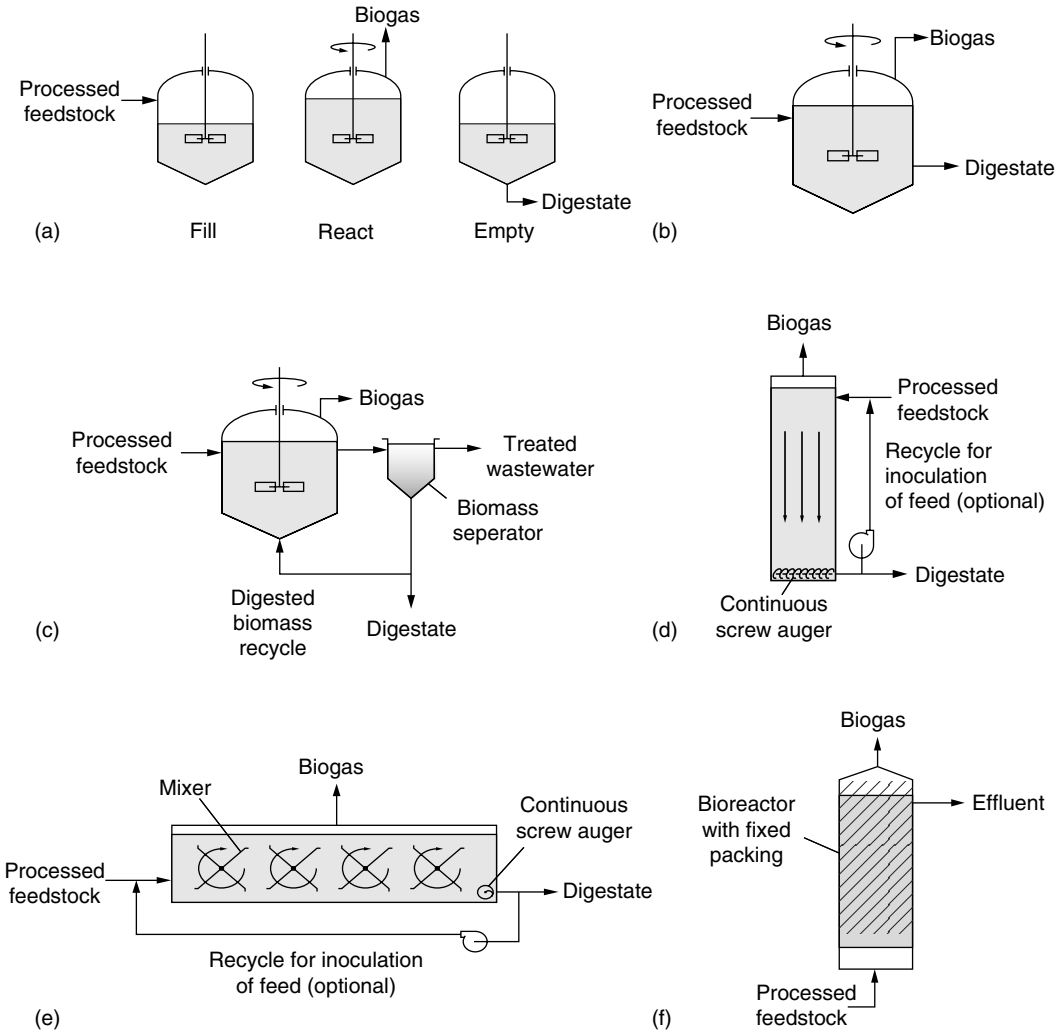 Biogas
Processed
feedstock
Digestate
(a)
Fill
React
Empty
Biogas
Processed
feedstock
Digestate
(b)
Biogas
Processed
feedstock
Treated
wastewater
Biomass
seperator
Digested
biomass
recycle
Digestate
(c)
Biogas
Processed
feedstock
Recycle for
inoculation
of feed (optional)
Digestate
Continuous
screw auger
(d)
Biogas
Mixer
Continuous
screw auger
Processed
feedstock
Digestate
Recycle for inoculation
of feed (optional)
(e)
Biogas
Bioreactor
with fixed
packing
Effluent
Processed
feedstock
(f)